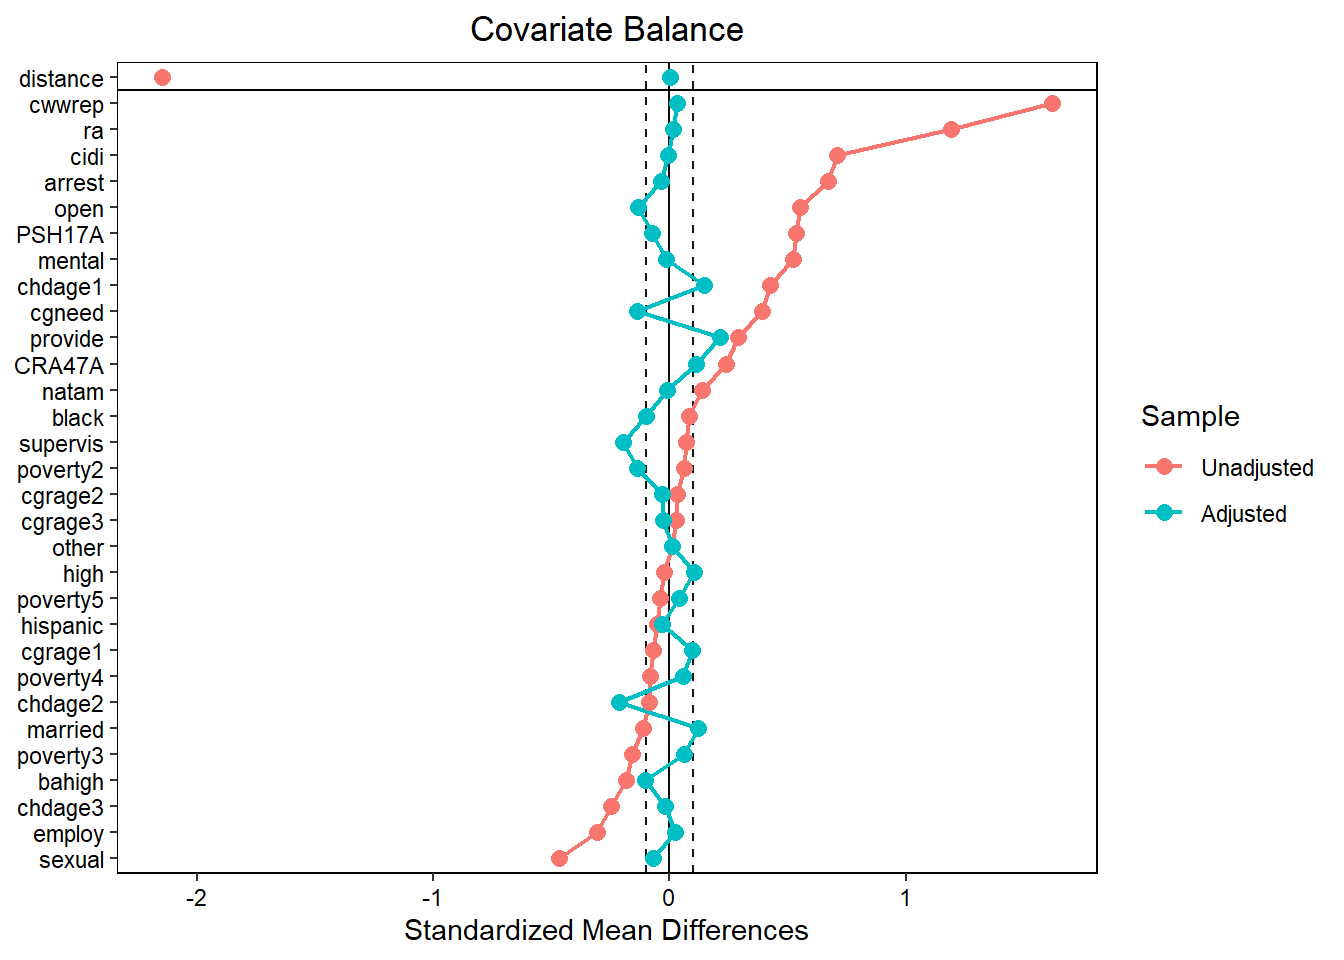 Covariate Balance
distance
cwwrep
ra
cidi
arrest
open
PSH17A
mental
chdage1
cgneed
provide
CRA47A
natam
black
supervis
poverty2
cgrage2
cgrage3
other
high
poverty5
hispanic
cgrage1
poverty4
chdage2
married
poverty3
bahigh
chdage3
employ
sexual
-2 -1 0 1
Standardized Mean Differences
Sample
Unadjusted
Adjusted